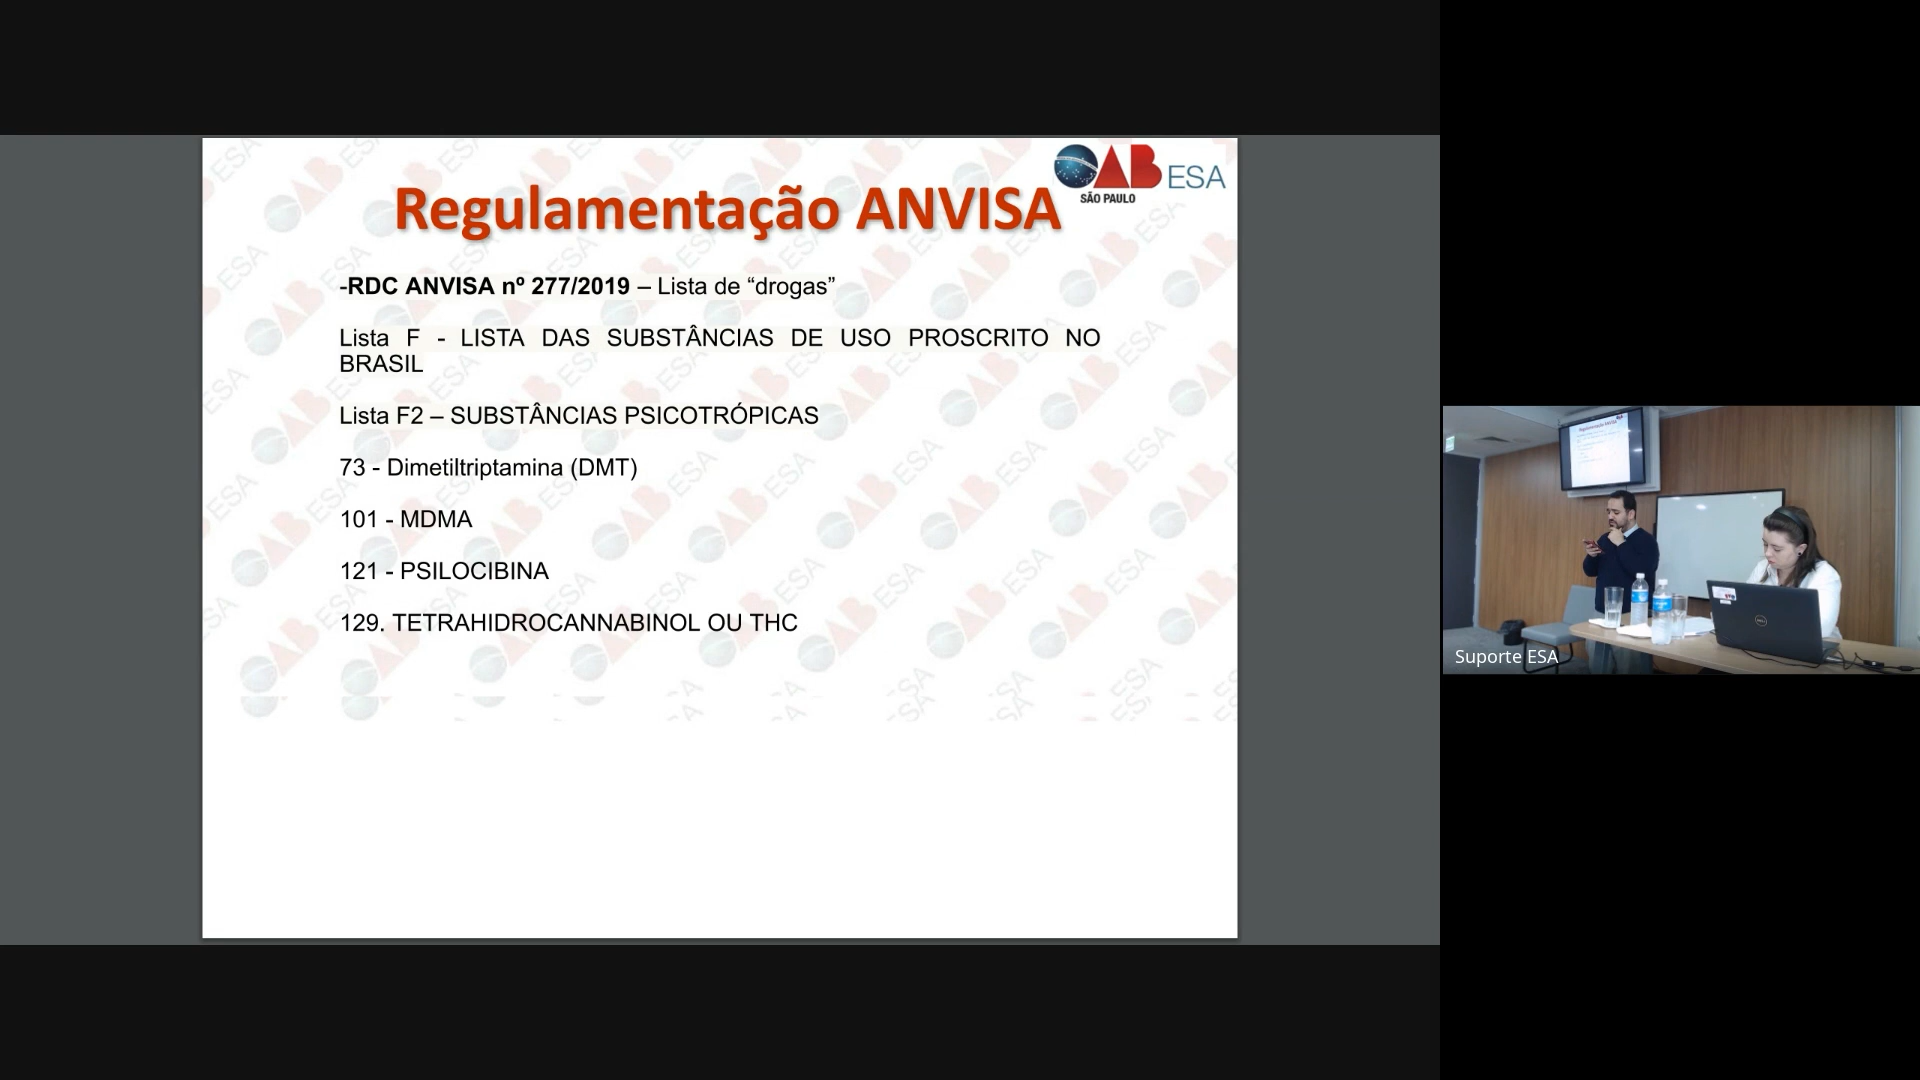 OAB ESA
SÃO PAULO
Regulamentação ANVISA
-RDC ANVISA nº 277/2019 – Lista de “drogas”
Lista F - LISTA DAS SUBSTÂNCIAS DE USO PROSCRITO NO
BRASIL
Lista F2 – SUBSTÂNCIAS PSICOTRÓPICAS
73 - Dimetiltriptamina (DMT)
101 - MDMA
121 - PSILOCIBINA
129. TETRAHIDROCANNABINOL OU THC
Regulamentação ANVISA
Suporte ESA